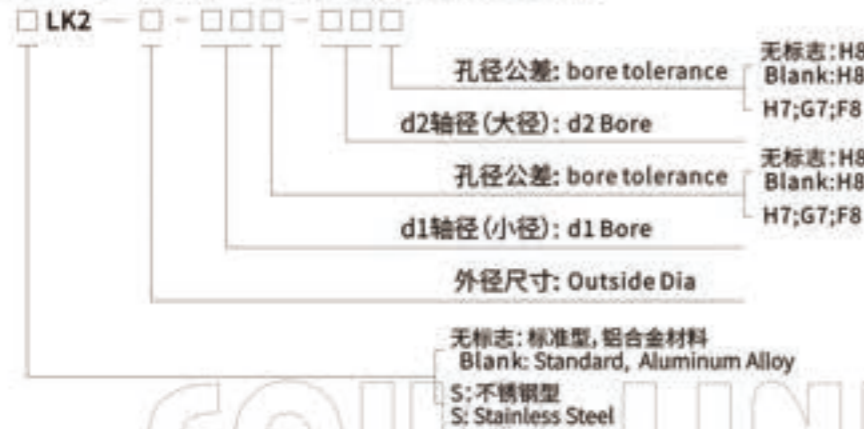 □ LK2 — □ - □□□ - □□□
孔径公差: bore tolerance
无标志:H8
Blank:H8
H7;G7;F8
d2轴径(大径): d2 Bore
孔径公差: bore tolerance
无标志:H8
Blank:H8
H7;G7;F8
d1轴径(小径): d1 Bore
外径尺寸: Outside Dia
无标志: 标准型, 铝合金材料
Blank: Standard, Aluminum Alloy
S: 不锈钢型
S: Stainless Steel